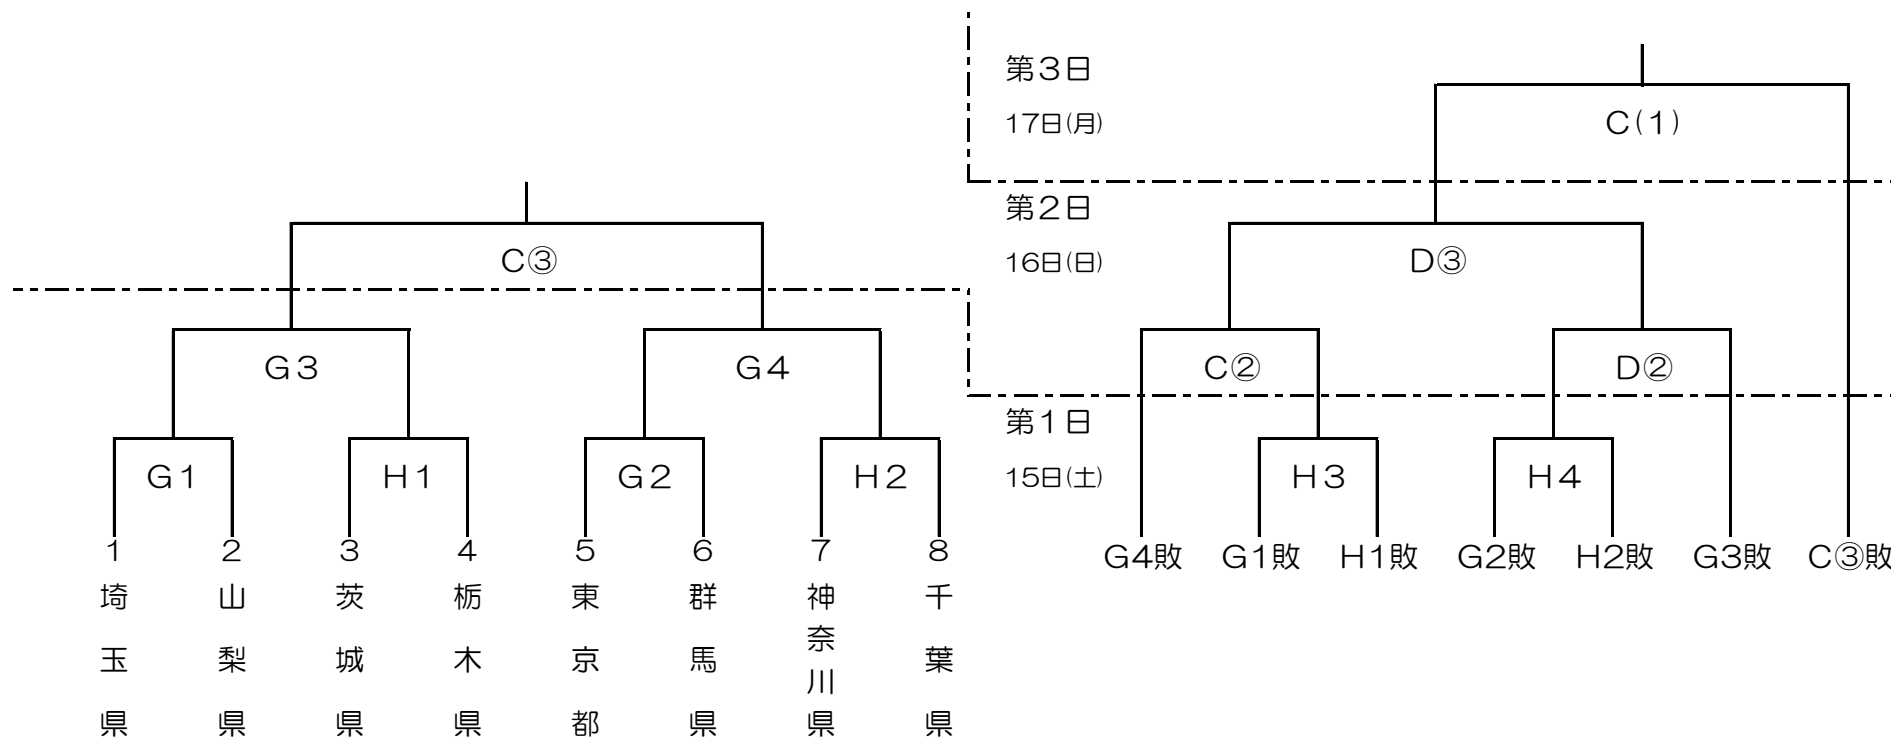 第3日
17日(月)
C(1)
第2日
16日(日)
C③
D③
G3
G4
C②
D②
第1日
15日(土)
G1
H1
G2
H2
H3
H4
1
2
3
4
5
6
7
8
埼玉県
山梨県
茨城県
栃木県
東京都
群馬県
神奈川県
千葉県
G4敗
G1敗
H1敗
G2敗
H2敗
G3敗
C③敗